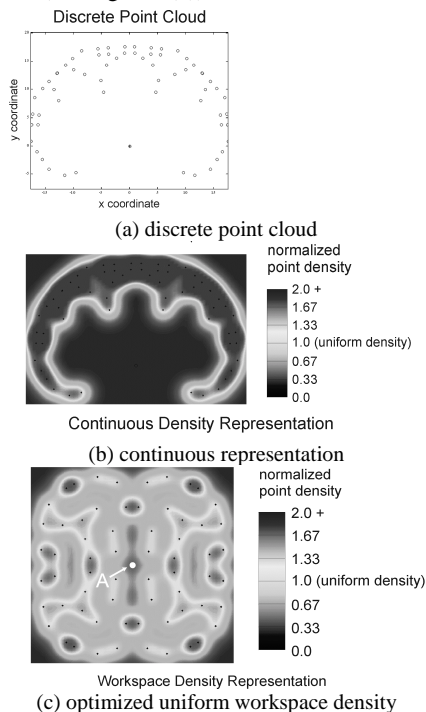 Discrete Point Cloud
y coordinate
x coordinate
(a) discrete point cloud
normalized
point density
2.0 +
1.67
1.33
1.0 (uniform density)
0.67
0.33
0.0
Continuous Density Representation
(b) continuous representation
normalized
point density
2.0 +
1.67
1.33
1.0 (uniform density)
0.67
0.33
0.0
A
Workspace Density Representation
(c) optimized uniform workspace density